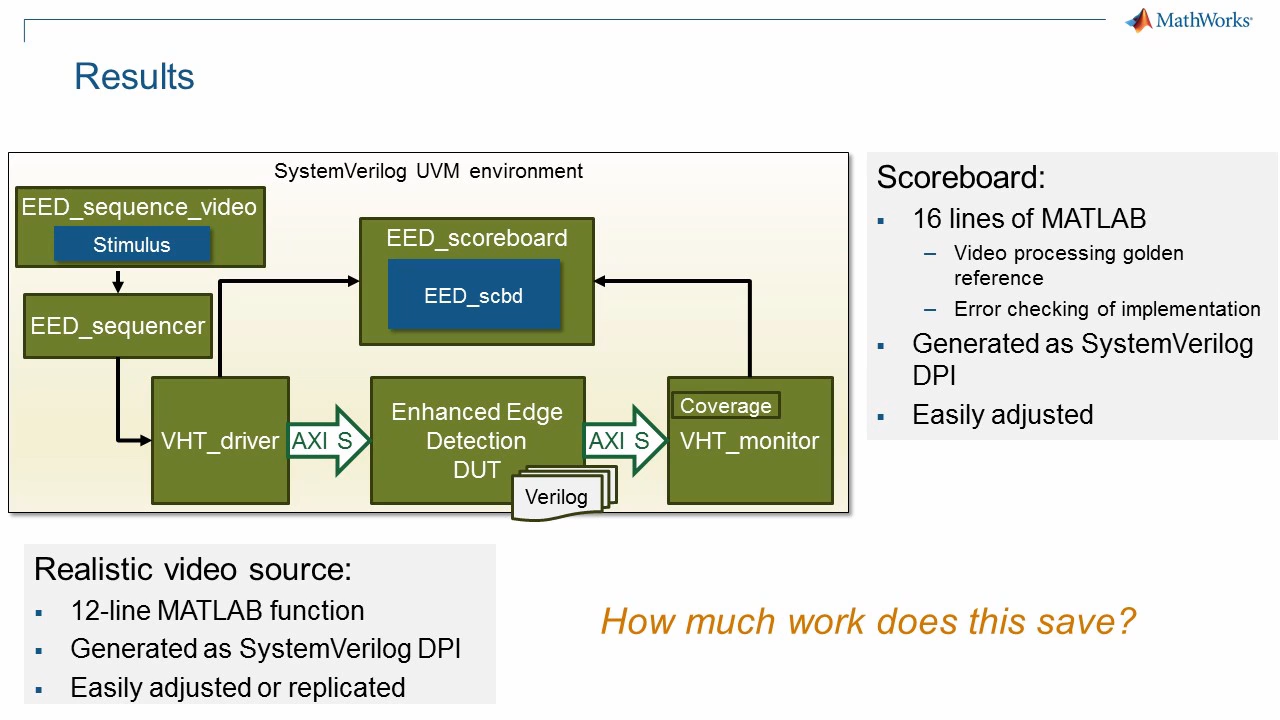 MathWorks®
Results
SystemVerilog UVM environment
EED_sequence_video
Stimulus
EED_sequencer
EED_scoreboard
EED_scbd
VHT_driver
AXI S
Enhanced Edge
Detection
DUT
Verilog
AXI S
Coverage
VHT_monitor
Scoreboard:
▪ 16 lines of MATLAB
– Video processing golden
reference
– Error checking of implementation
▪ Generated as SystemVerilog
DPI
▪ Easily adjusted
Realistic video source:
▪ 12-line MATLAB function
▪ Generated as SystemVerilog DPI
▪ Easily adjusted or replicated
How much work does this save?